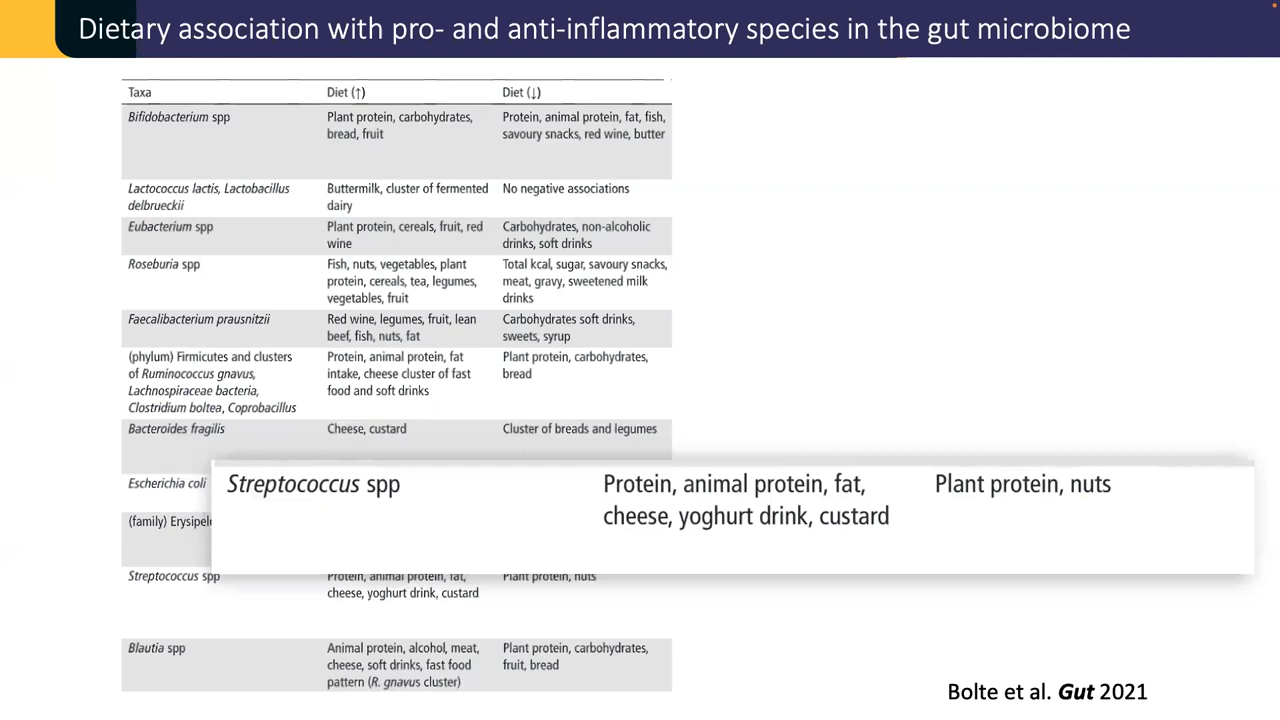 Dietary association with pro- and anti-inflammatory species in the gut microbiome
Taxa Diet (↑) Diet (↓)
Bifidobacterium spp Plant protein, carbohydrates, Protein, animal protein, fat, fish,
bread, fruit savoury snacks, red wine, butter
Lactococcus lactis, Lactobacillus Buttermilk, cluster of fermented No negative associations
delbrueckii dairy
Eubacterium spp Plant protein, cereals, fruit, red Carbohydrates, non-alcoholic
wine drinks, soft drinks
Roseburia spp Fish, nuts, vegetables, plant Total kcal, sugar, savoury snacks,
protein, cereals, tea, legumes, meat, gravy, sweetened milk
vegetables, fruit drinks
Faecalibacterium prausnitzii Red wine, legumes, fruit, lean Carbohydrates soft drinks,
beef, fish, nuts, fat sweets, syrup
(phylum) Firmicutes and clusters Protein, animal protein, fat Plant protein, carbohydrates,
of Ruminococcus gnavus, intake, cheese cluster of fast bread
Lachnospiraceae bacteria, food and soft drinks
Clostridium boltea, Coprobacillus
Bacteroides fragilis Cheese, custard Cluster of breads and legumes
Escherichia coli
Streptococcus spp Protein, animal protein, fat, Plant protein, nuts
cheese, yoghurt drink, custard
(family) Erysipel
Streptococcus spp Protein, animal protein, fat, Plant protein, nuts
cheese, yoghurt drink, custard
Blautia spp Animal protein, alcohol, meat, Plant protein, carbohydrates,
cheese, soft drinks, fast food fruit, bread
pattern (R. gnavus cluster)
Bolte et al. Gut 2021